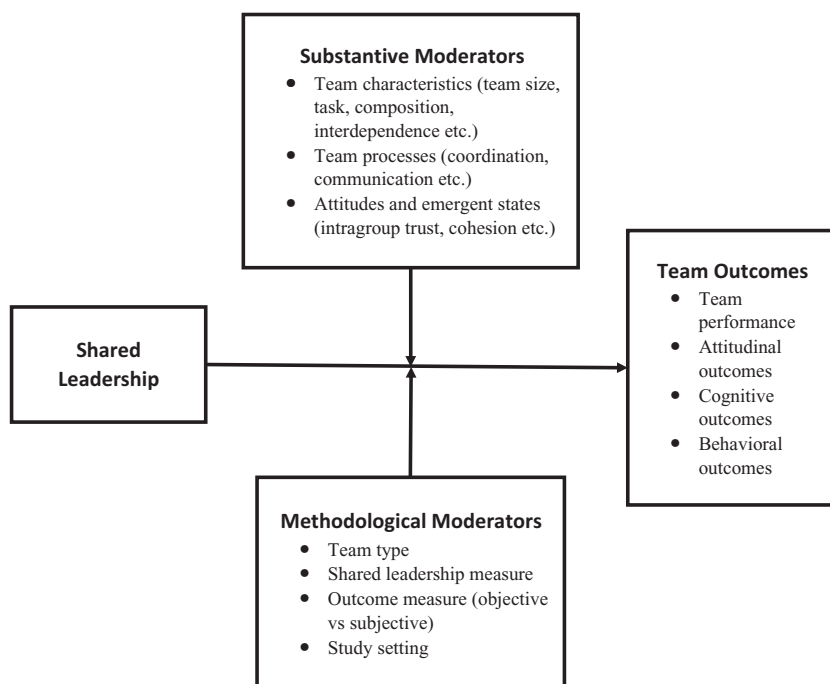 Substantive Moderators
• Team characteristics (team size,
task, composition,
interdependence etc.)
• Team processes (coordination,
communication etc.)
• Attitudes and emergent states
(intragroup trust, cohesion etc.)
Shared
Leadership
Team Outcomes
• Team
performance
• Attitudinal
outcomes
• Cognitive
outcomes
• Behavioral
outcomes
Methodological Moderators
• Team type
• Shared leadership measure
• Outcome measure (objective
vs subjective)
• Study setting